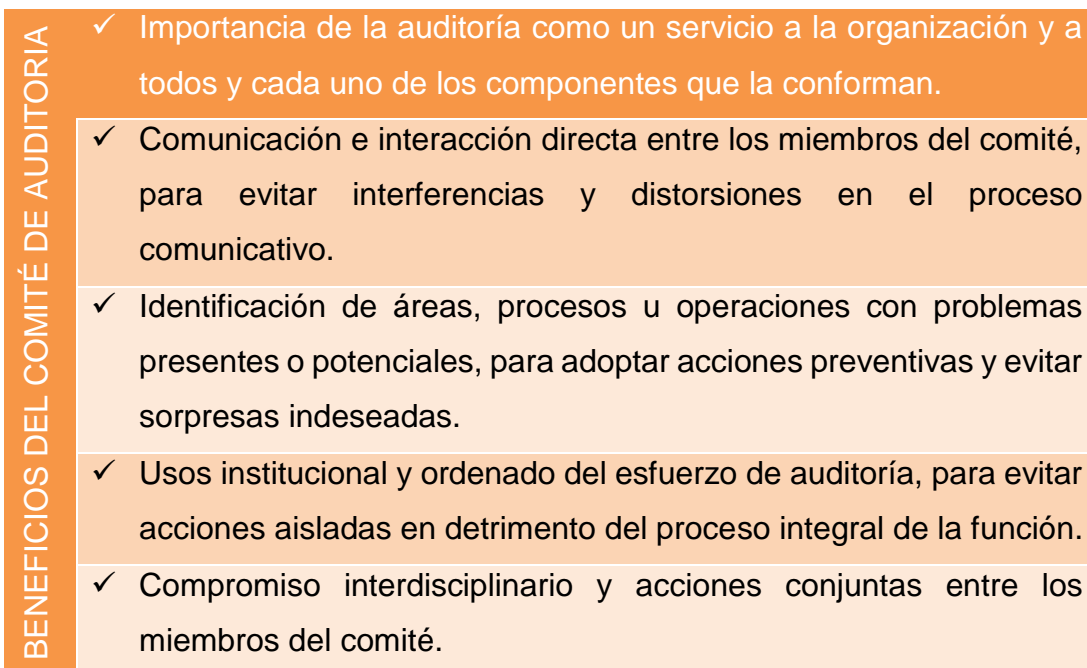 BENEFICIOS DEL COMITÉ DE AUDITORIA
✓ Importancia de la auditoría como un servicio a la organización y a
todos y cada uno de los componentes que la conforman.
✓ Comunicación e interacción directa entre los miembros del comité,
para evitar interferencias y distorsiones en el proceso
comunicativo.
✓ Identificación de áreas, procesos u operaciones con problemas
presentes o potenciales, para adoptar acciones preventivas y evitar
sorpresas indeseadas.
✓ Usos institucional y ordenado del esfuerzo de auditoría, para evitar
acciones aisladas en detrimento del proceso integral de la función.
✓ Compromiso interdisciplinario y acciones conjuntas entre los
miembros del comité.